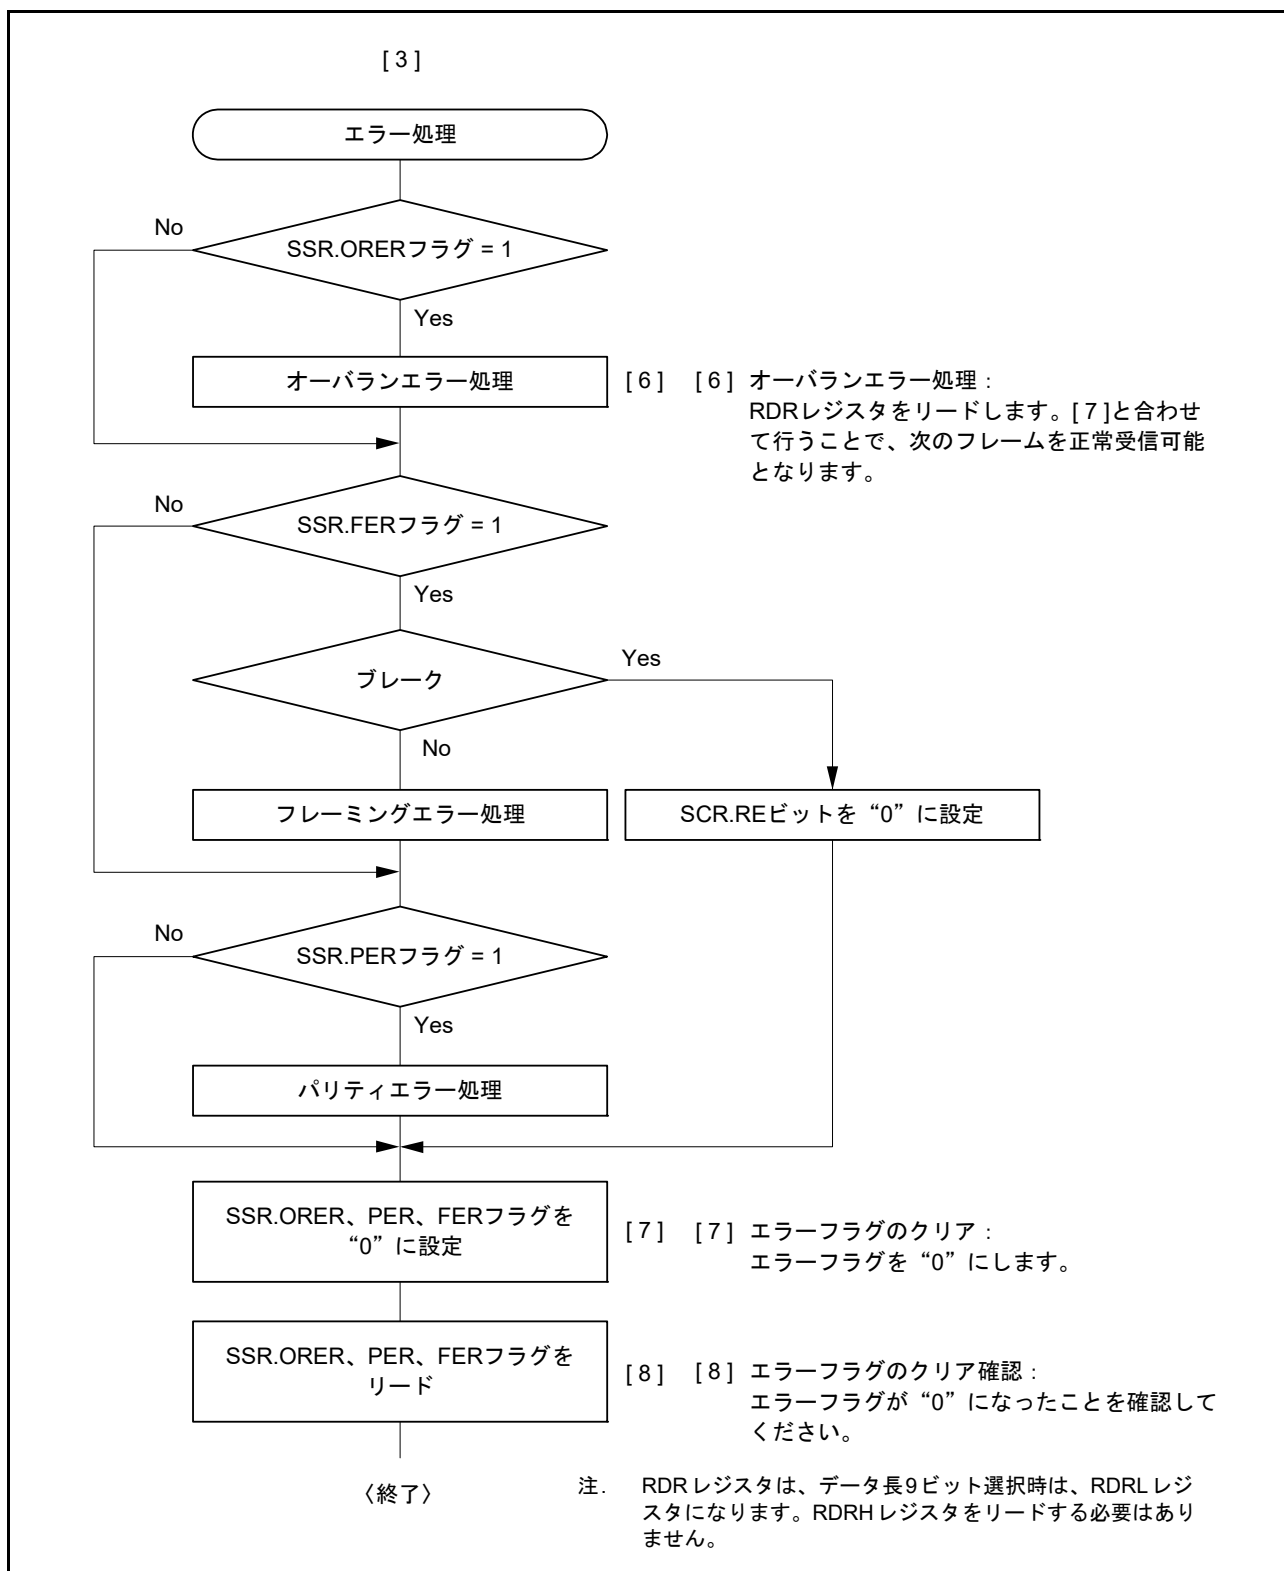 [ 3 ]
エラー処理
No
SSR.ORERフラグ = 1
Yes
オーバランエラー処理
[ 6 ]
[ 6 ] オーバランエラー処理：
RDRレジスタをリードします。[ 7 ]と合わせ
て行うことで、次のフレームを正常受信可能
となります。
No
SSR.FERフラグ = 1
Yes
ブレーク
Yes
No
フレーミングエラー処理
SCR.REビットを“0”に設定
No
SSR.PERフラグ = 1
Yes
パリティエラー処理
SSR.ORER、PER、FERフラグを
“0”に設定
[ 7 ]
[ 7 ] エラーフラグのクリア：
エラーフラグを“0”にします。
SSR.ORER、PER、FERフラグを
リード
[ 8 ]
[ 8 ] エラーフラグのクリア確認：
エラーフラグが“0”になったことを確認して
ください。
〈終了〉
注. RDRレジスタは、データ長9ビット選択時は、RDRLレジ
スタになります。RDRHレジスタをリードする必要はあり
ません。